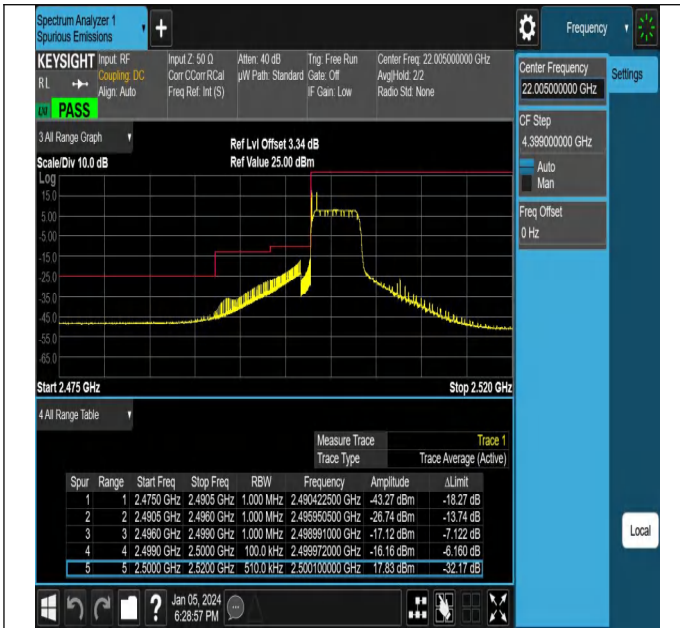 Spectrum Analyzer 1
Spurious Emissions
+
Frequency
KEYSIGHT
RL
PASS
Input: RF
Coupling: DC
Align: Auto
Input Z: 50 Ω
Corr CCorr RCal
Freq Ref: Int (S)
Atten: 40 dB
µW Path: Standard
Trig: Free Run
Gate: Off
IF Gain: Low
Center Freq: 22.005000000 GHz
Avg|Hold: 2/2
Radio Std: None
Center Frequency
22.005000000 GHz
Settings
CF Step
4.399000000 GHz
Auto
Man
Freq Offset
0 Hz
3 All Range Graph
Scale/Div 10.0 dB
Ref Lvl Offset 3.34 dB
Ref Value 25.00 dBm
Log
15.0
5.00
-5.00
-15.0
-25.0
-35.0
-45.0
-55.0
-65.0
Start 2.475 GHz
Stop 2.520 GHz
4 All Range Table
Measure Trace Trace 1
Trace Type Trace Average (Active)
Spur Range Start Freq Stop Freq RBW Frequency Amplitude ΔLimit
1 1 2.4750 GHz 2.4905 GHz 1.000 MHz 2.490422500 GHz -43.27 dBm -18.27 dB
2 2 2.4905 GHz 2.4960 GHz 1.000 MHz 2.495950500 GHz -26.74 dBm -13.74 dB
3 3 2.4960 GHz 2.4990 GHz 1.000 MHz 2.498991000 GHz -17.12 dBm -7.122 dB
4 4 2.4990 GHz 2.5000 GHz 100.0 kHz 2.499972000 GHz -16.16 dBm -6.160 dB
5 5 2.5000 GHz 2.5200 GHz 510.0 kHz 2.500100000 GHz 17.83 dBm -32.17 dB
Local
?
Jan 05, 2024
6:28:57 PM